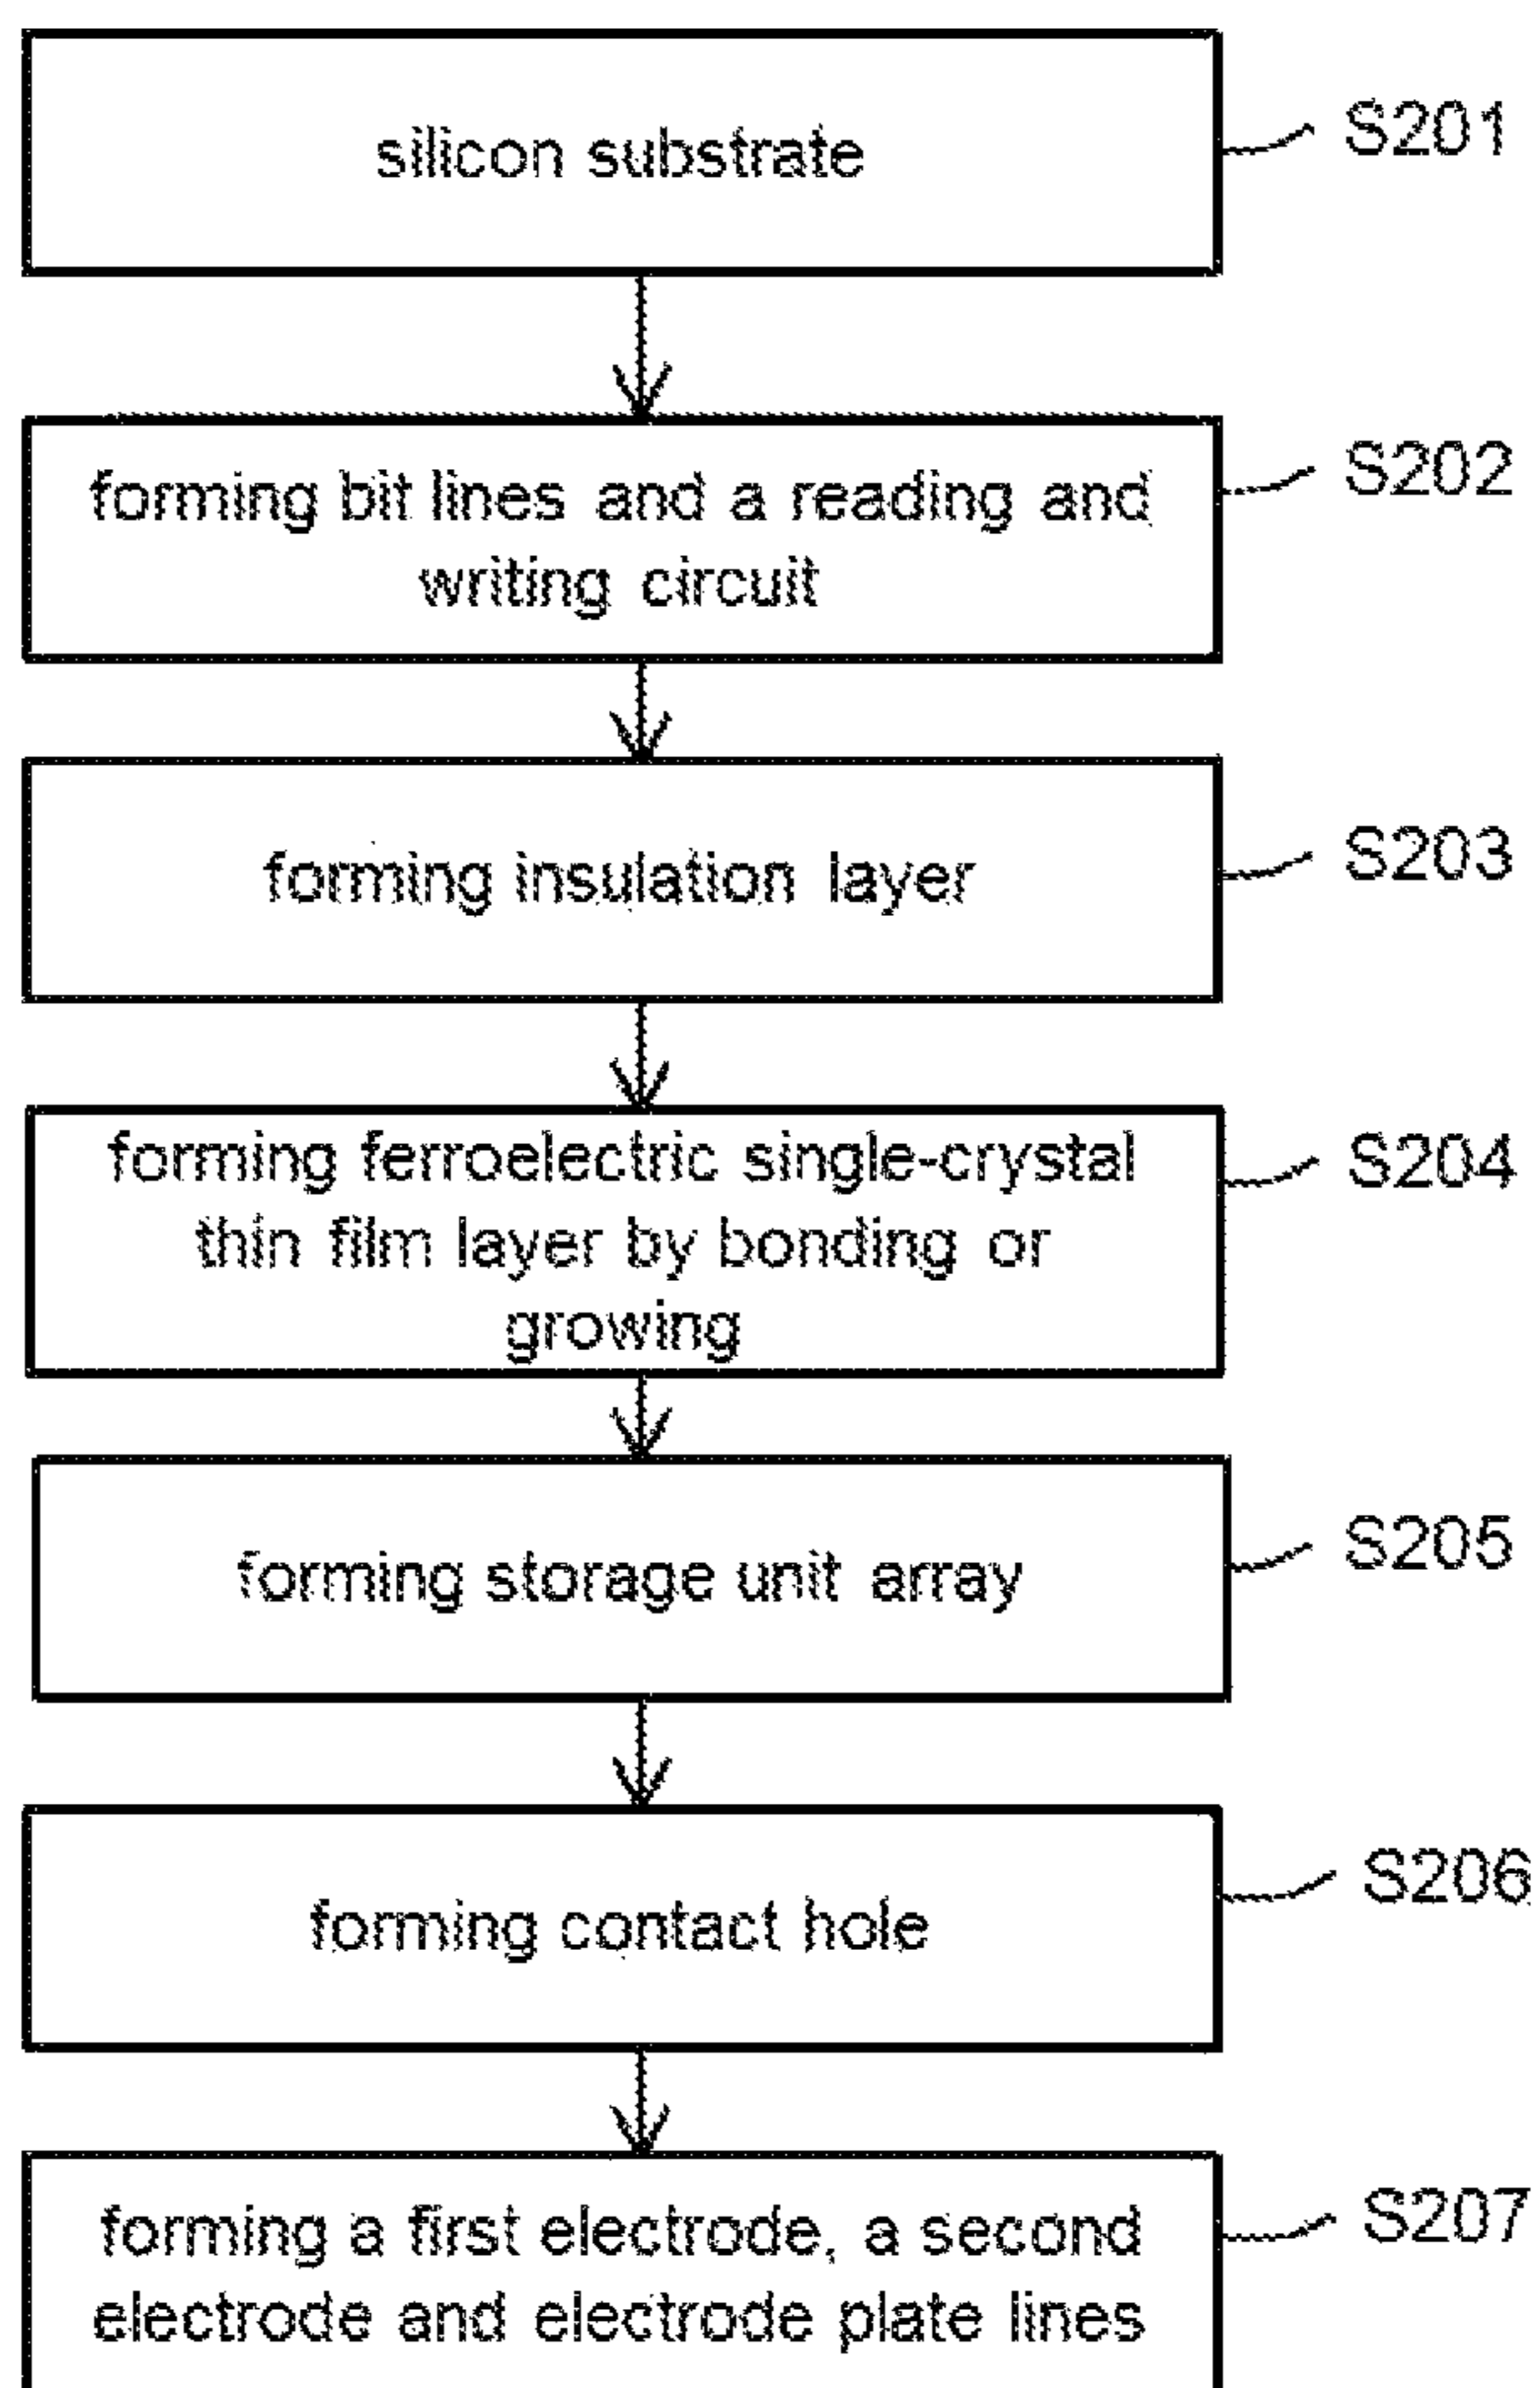 silicon substrate
S201
forming bit lines and a reading and
writing circuit
S202
forming insulation layer
S203
forming ferroelectric single-crystal
thin film layer by bonding or
growing
S204
forming storage unit array
S205
forming contact hole
S206
forming a first electrode, a second
electrode and electrode plate lines
S207